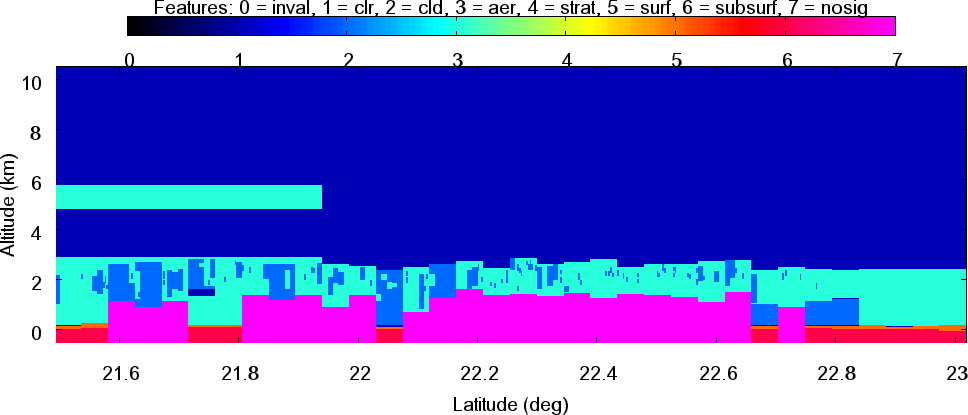 Features: 0 = inval, 1 = clr, 2 = cld, 3 = aer, 4 = strat, 5 = surf, 6 = subsurf, 7 = nosig
0 1 2 3 4 5 6 7
10
8
6
4
2
0
Altitude (km)
21.6 21.8 22 22.2 22.4 22.6 22.8 23
Latitude (deg)